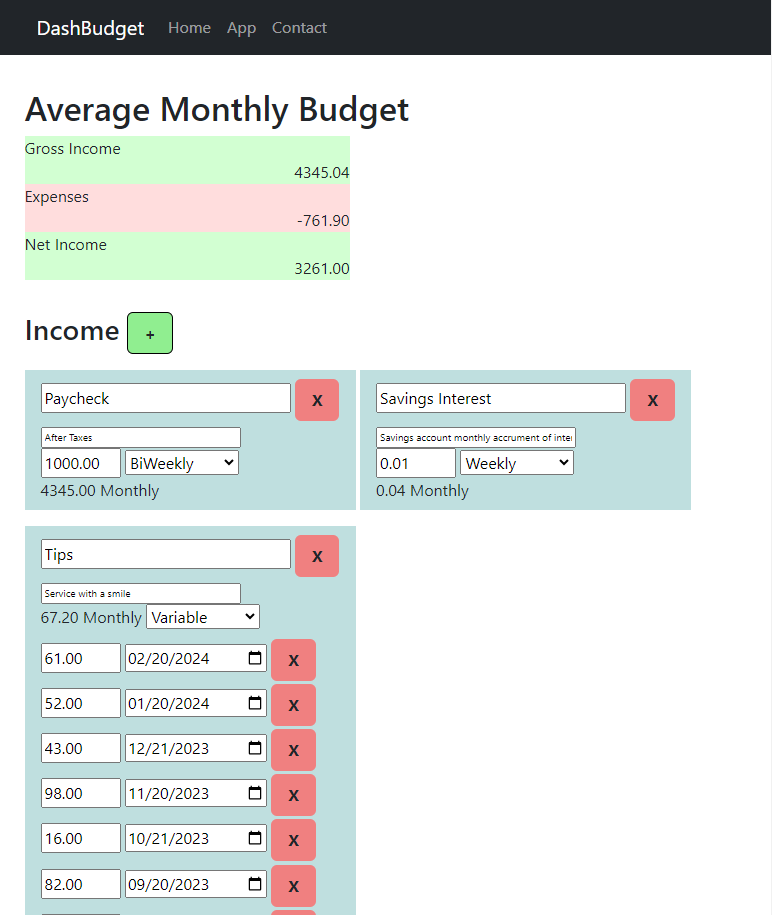 DashBudget Home App Contact
Average Monthly Budget
Gross Income
4345.04
Expenses
-761.90
Net Income
3261.00
Income +
Paycheck X
After Taxes
1000.00 BiWeekly
4345.00 Monthly
Savings Interest X
Savings account monthly accrument of inter
0.01 Weekly
0.04 Monthly
Tips X
Service with a smile
67.20 Monthly Variable
61.00 02/20/2024 X
52.00 01/20/2024 X
43.00 12/21/2023 X
98.00 11/20/2023 X
16.00 10/21/2023 X
82.00 09/20/2023 X